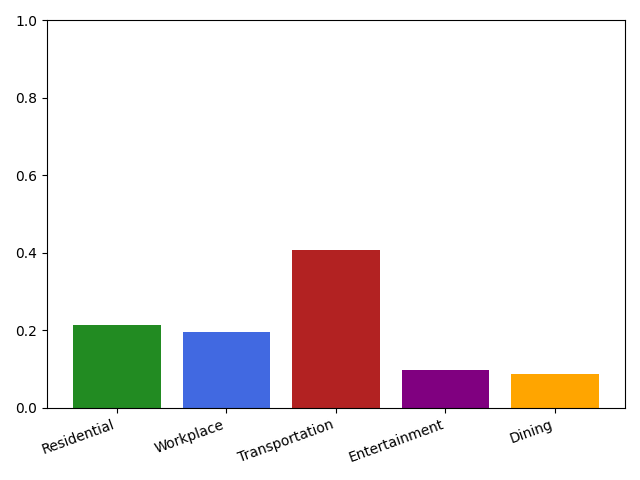 1.0
0.8
0.6
0.4
0.2
0.0
Residential
Workplace
Transportation
Entertainment
Dining